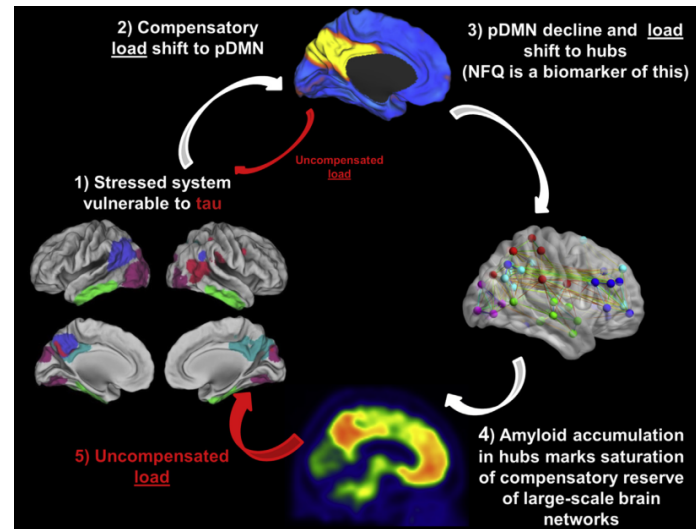 2) Compensatory
load shift to pDMN
3) pDMN decline and load
shift to hubs
(NFQ is a biomarker of this)
Uncompensated
load
1) Stressed system
vulnerable to tau
4) Amyloid accumulation
in hubs marks saturation
of compensatory reserve
of large-scale brain
networks
5) Uncompensated
load